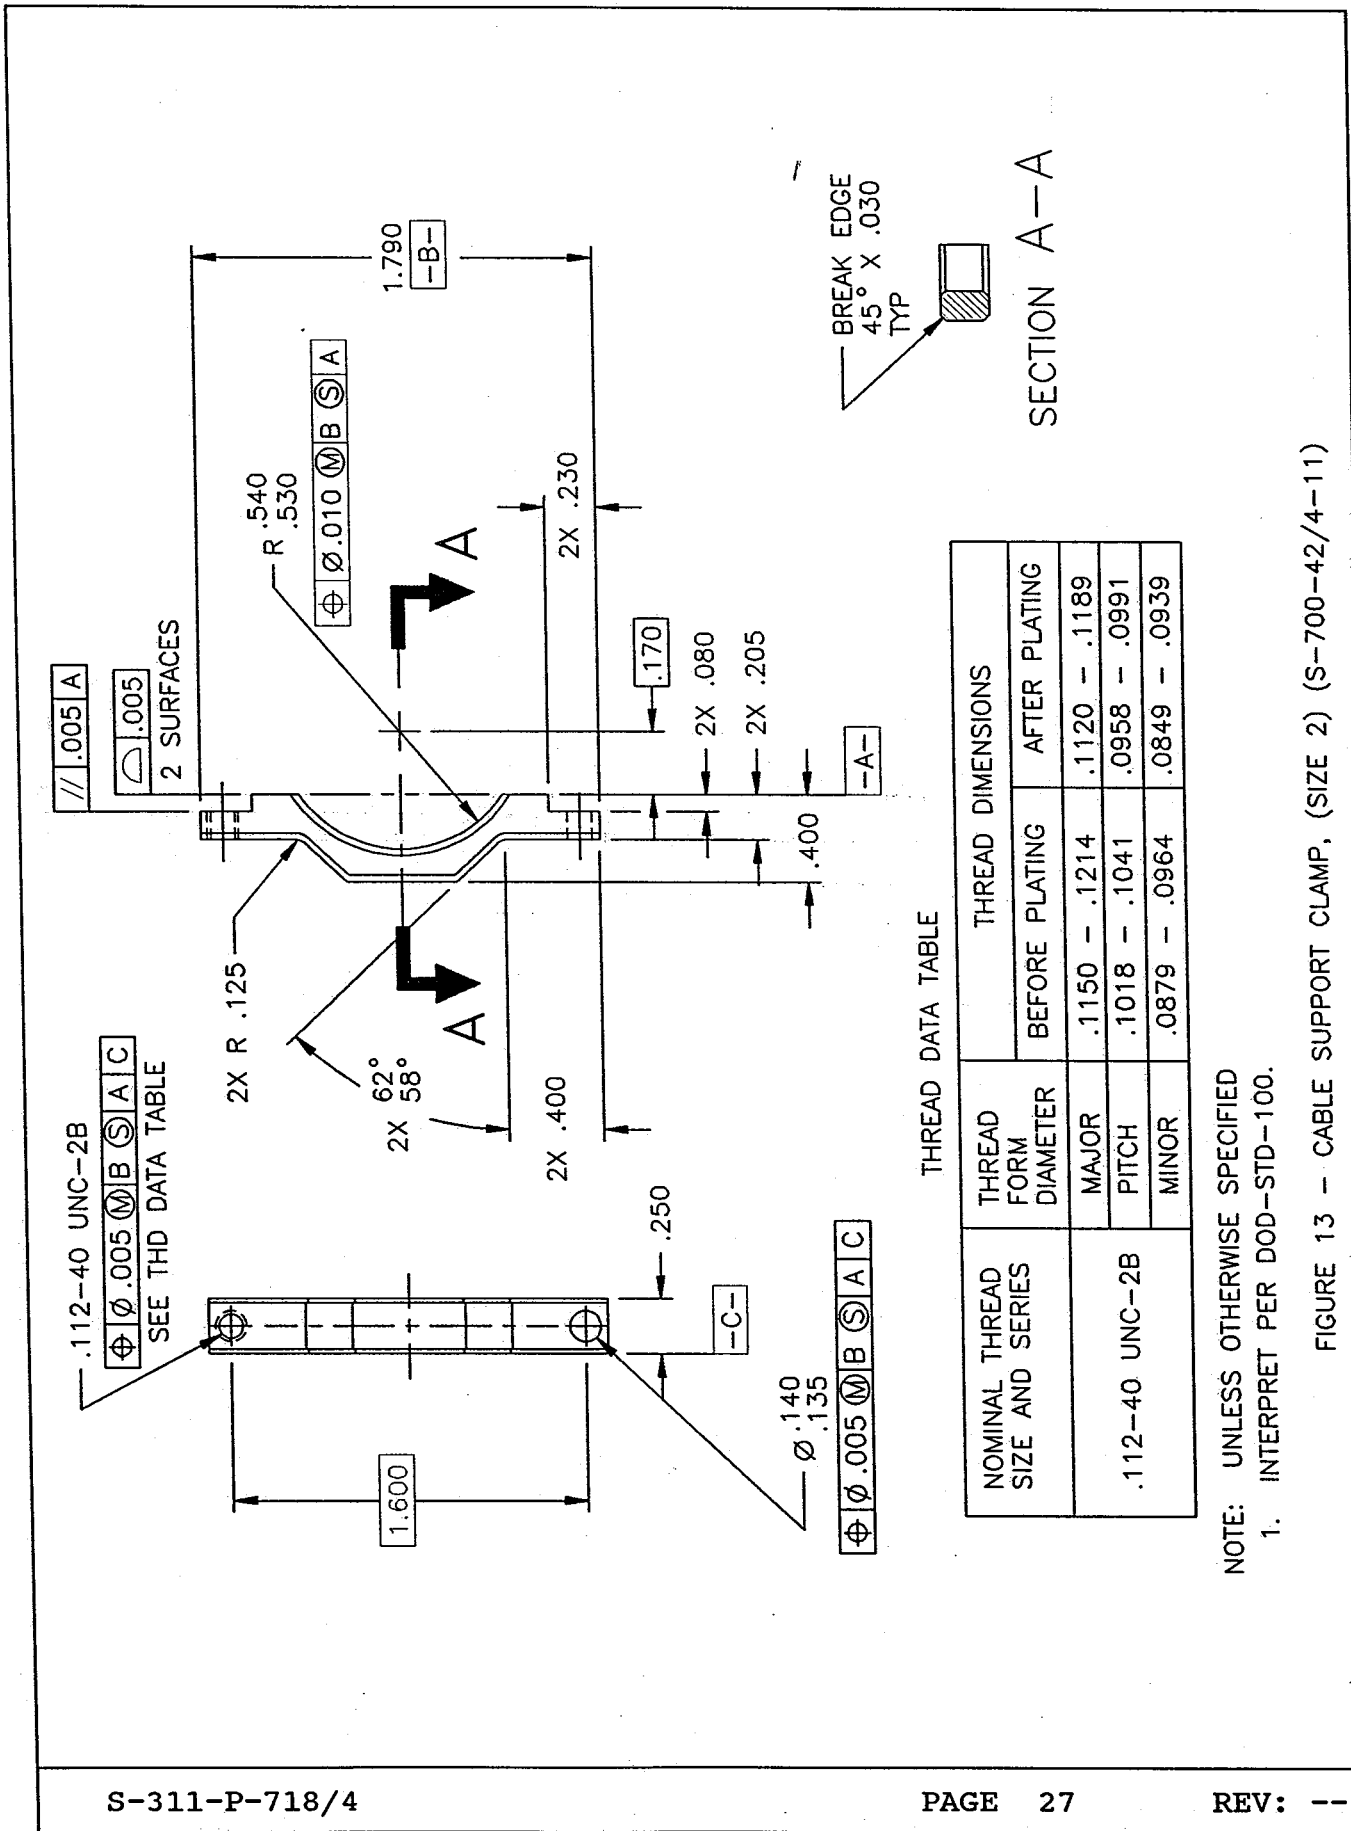 .112-40 UNC-2B
⌖ Ø .005 Ⓜ B Ⓢ A C
SEE THD DATA TABLE
// .005 A
⌓ .005
2 SURFACES
1.790
-B-
R .540
.530
⌖ Ø .010 Ⓜ B Ⓢ A
2X R .125
62°
58°
2X
A
A
2X .400
2X .230
.170
2X .080
2X .205
.400
-A-
1.600
.250
-C-
Ø .140
.135
⌖ Ø .005 Ⓜ B Ⓢ A C
BREAK EDGE
45° X .030
TYP
SECTION A-A
THREAD DATA TABLE
NOMINAL THREAD
SIZE AND SERIES
THREAD
FORM
DIAMETER
THREAD DIMENSIONS
BEFORE PLATING
AFTER PLATING
.112-40 UNC-2B
MAJOR
.1150 - .1214
.1120 - .1189
PITCH
.1018 - .1041
.0958 - .0991
MINOR
.0879 - .0964
.0849 - .0939
NOTE: UNLESS OTHERWISE SPECIFIED
1. INTERPRET PER DOD-STD-100.
FIGURE 13 - CABLE SUPPORT CLAMP, (SIZE 2) (S-700-42/4-11)
S-311-P-718/4 PAGE 27 REV: --